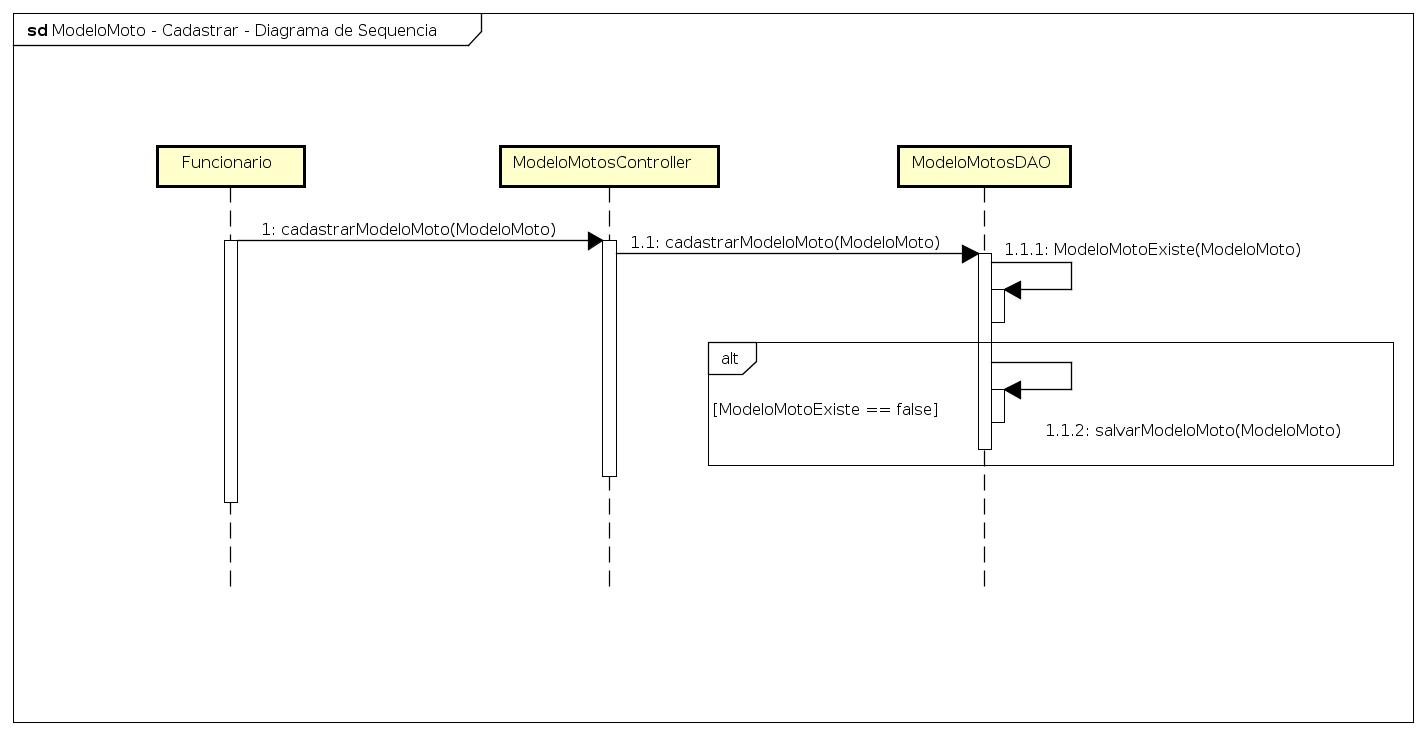 sd ModeloMoto - Cadastrar - Diagrama de Sequencia
Funcionario
ModeloMotosController
ModeloMotosDAO
1: cadastrarModeloMoto(ModeloMoto)
1.1: cadastrarModeloMoto(ModeloMoto)
1.1.1: ModeloMotoExiste(ModeloMoto)
alt
[ModeloMotoExiste == false]
1.1.2: salvarModeloMoto(ModeloMoto)